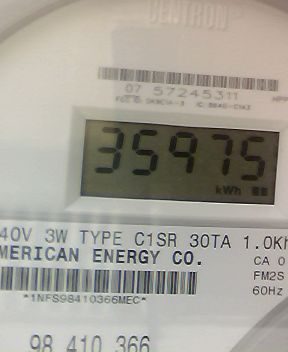 CENTRON
07 57245311
35975
kWh
40V 3W TYPE C1SR 30TA 1.0Kh
MERICAN ENERGY CO.
CA 0
FM2S
60Hz
*1NFS98410366MEC*
98 410 366